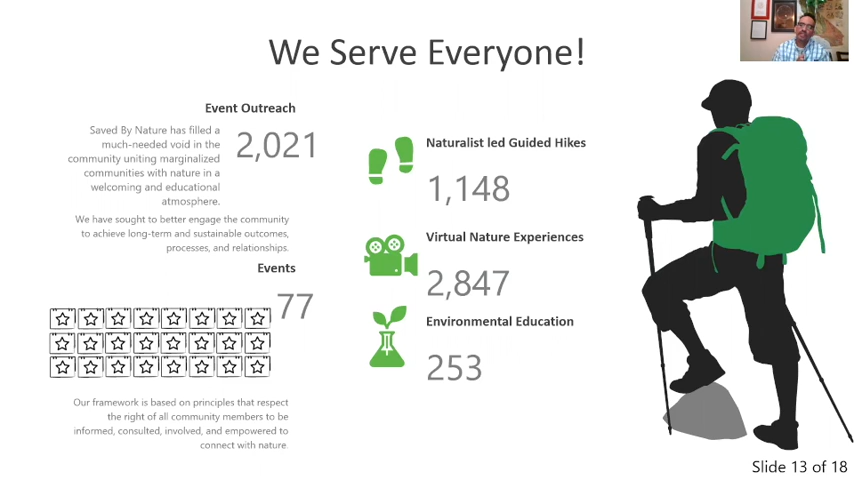 We Serve Everyone!
Event Outreach
Saved By Nature has filled a
much-needed void in the
community uniting marginalized
communities with nature in a
welcoming and educational
atmosphere.
2,021
We have sought to better engage the community
to achieve long-term and sustainable outcomes,
processes, and relationships.
Events
77
Our framework is based on principles that respect
the right of all community members to be
informed, consulted, involved, and empowered to
connect with nature.
Naturalist led Guided Hikes
1,148
Virtual Nature Experiences
2,847
Environmental Education
253
Slide 13 of 18